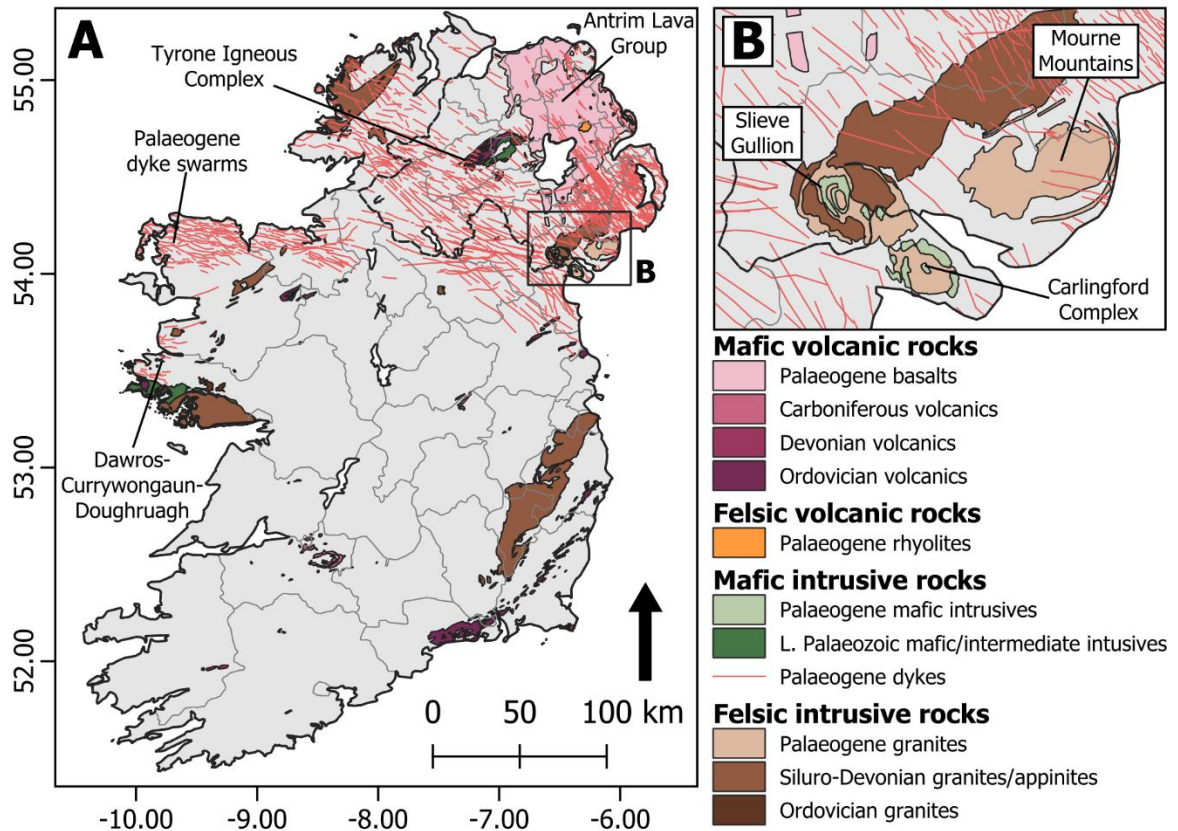 A
Antrim Lava
Group
Tyrone Igneous
Complex
Palaeogene
dyke swarms
B
Dawros-
Currywongaun-
Doughruagh
55.00
54.00
53.00
52.00
0 50 100 km
-10.00 -9.00 -8.00 -7.00 -6.00
B
Mourne
Mountains
Slieve
Gullion
Carlingford
Complex
Mafic volcanic rocks
Palaeogene basalts
Carboniferous volcanics
Devonian volcanics
Ordovician volcanics
Felsic volcanic rocks
Palaeogene rhyolites
Mafic intrusive rocks
Palaeogene mafic intrusives
L. Palaeozoic mafic/intermediate intusives
Palaeogene dykes
Felsic intrusive rocks
Palaeogene granites
Siluro-Devonian granites/appinites
Ordovician granites